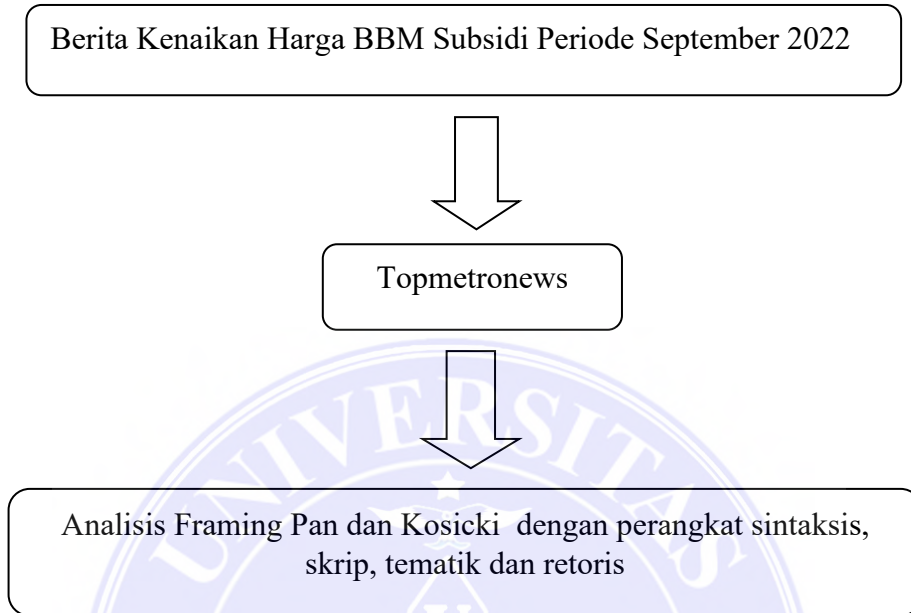 Berita Kenaikan Harga BBM Subsidi Periode September 2022
Topmetronews
UNIVERSITAS
Analisis Framing Pan dan Kosicki dengan perangkat sintaksis,
skrip, tematik dan retoris